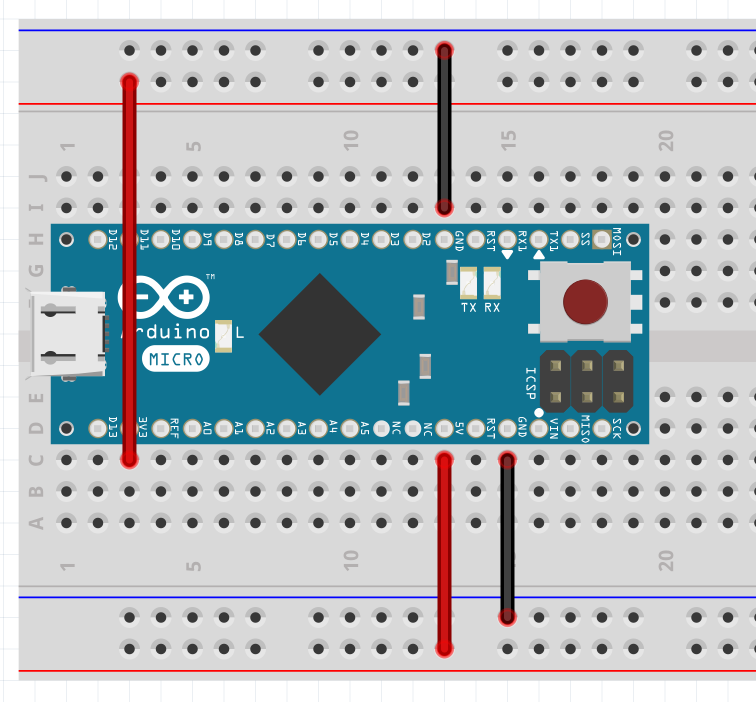 1 5 10 15 20
J
I
H
D12 D11 D10 D9 D8 D7 D6 D5 D4 D3 D2 GND RST RX1 TX1 SS MOSI
G
TM
TX RX
Arduino L
MICRO
ICSP
E
D
D13 3V3 REF A0 A1 A2 A3 A4 A5 NC NC 5V RST GND VIN MISO SCK
C
B
A
1 5 10 20